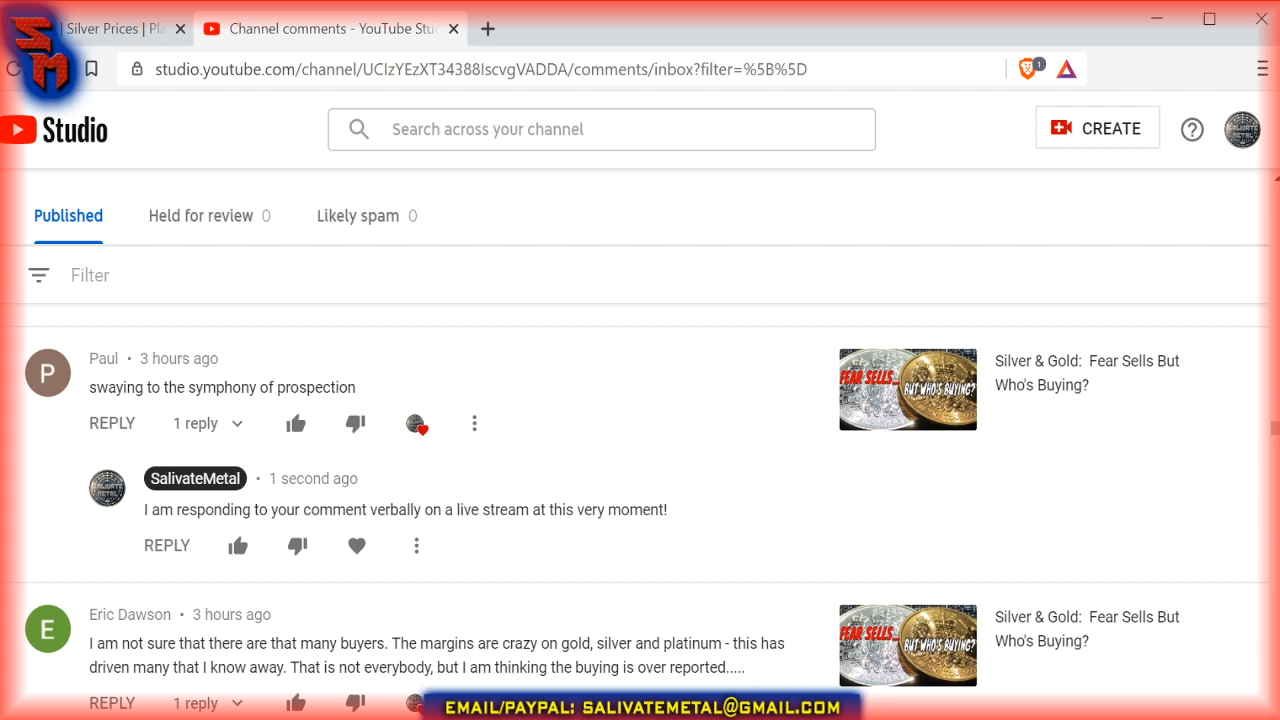 SM
| Silver Prices | Pla
Channel comments - YouTube Stu
studio.youtube.com/channel/UClzYEzXT34388IscvgVADDA/comments/inbox?filter=%5B%5D
1
Studio
Search across your channel
CREATE
Published
Held for review 0
Likely spam 0
Filter
P
Paul • 3 hours ago
swaying to the symphony of prospection
REPLY
1 reply
FEAR SELLS...
BUT WHO'S BUYING?
Silver & Gold: Fear Sells But
Who's Buying?
SALIVATE
METAL
SalivateMetal • 1 second ago
I am responding to your comment verbally on a live stream at this very moment!
REPLY
E
Eric Dawson • 3 hours ago
I am not sure that there are that many buyers. The margins are crazy on gold, silver and platinum - this has
driven many that I know away. That is not everybody, but I am thinking the buying is over reported.....
REPLY
1 reply
FEAR SELLS...
BUT WHO'S BUYING?
Silver & Gold: Fear Sells But
Who's Buying?
EMAIL/PAYPAL: SALIVATEMETAL@GMAIL.COM